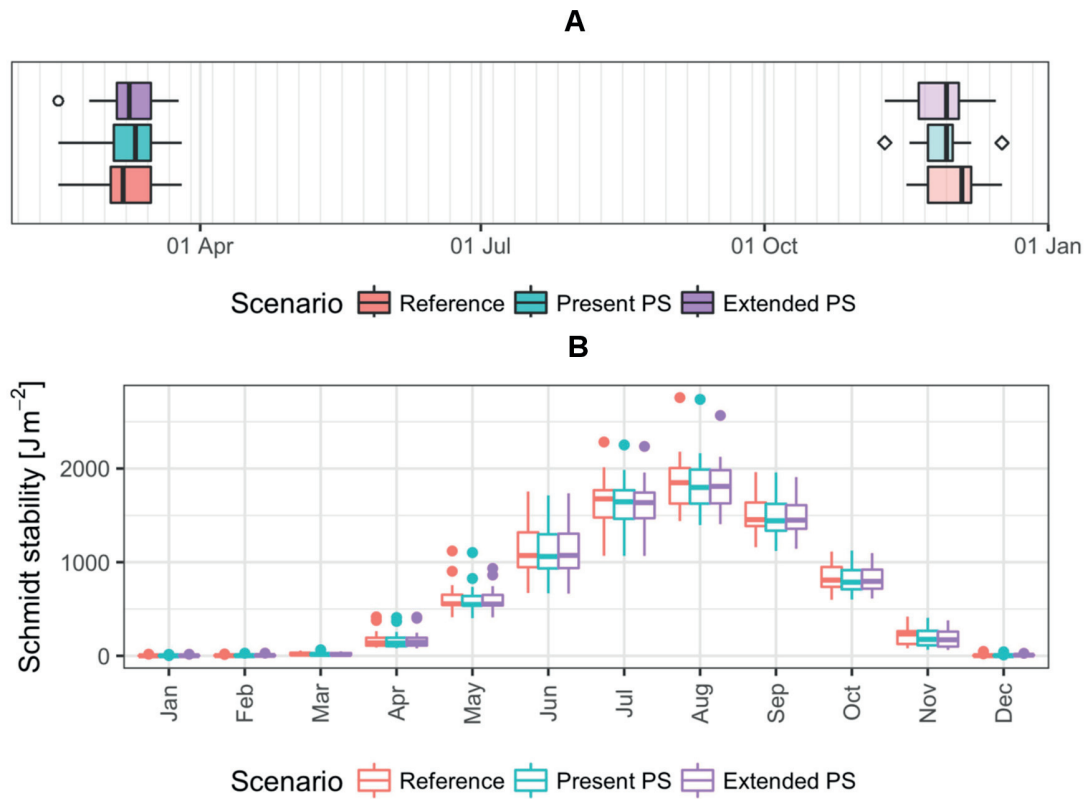 A
01 Apr
01 Jul
01 Oct
01 Jan
Scenario Reference Present PS Extended PS
B
Schmidt stability [J m⁻²]
2000
1000
0
Jan
Feb
Mar
Apr
May
Jun
Jul
Aug
Sep
Oct
Nov
Dec
Scenario Reference Present PS Extended PS